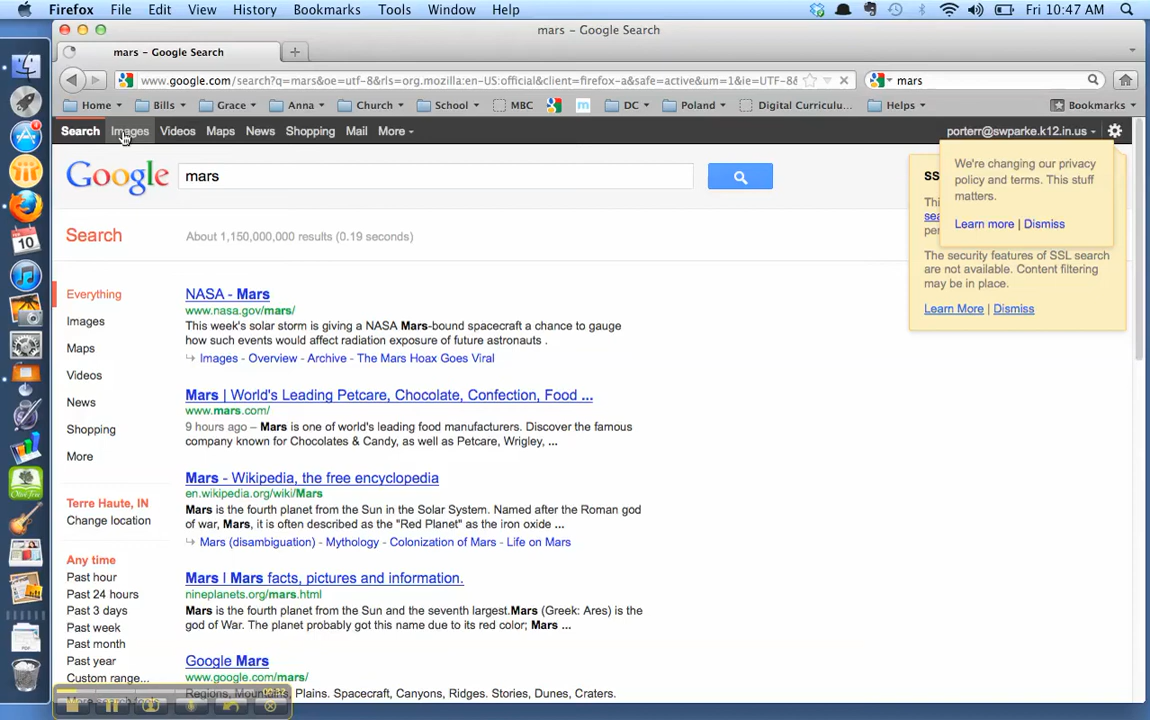 Firefox File Edit View History Bookmarks Tools Window Help Fri 10:47 AM
mars - Google Search
mars - Google Search
www.google.com/search?q=mars&oe=utf-8&rls=org.mozilla:en-US:official&client=firefox-a&safe=active&um=1&ie=UTF-8&
mars
Home Bills Grace Anna Church School MBC DC Poland Digital Curriculu... Helps Bookmarks
Search Images Videos Maps News Shopping Mail More porterr@swparke.k12.in.us
Google mars
We're changing our privacy
policy and terms. This stuff
matters.
Learn more | Dismiss
The security features of SSL search
are not available. Content filtering
may be in place.
Learn More | Dismiss
Search About 1,150,000,000 results (0.19 seconds)
Everything
Images
Maps
Videos
News
Shopping
More
Terre Haute, IN
Change location
Any time
Past hour
Past 24 hours
Past 3 days
Past week
Past month
Past year
Custom range...
NASA - Mars
www.nasa.gov/mars/
This week's solar storm is giving a NASA Mars-bound spacecraft a chance to gauge
how such events would affect radiation exposure of future astronauts .
Images - Overview - Archive - The Mars Hoax Goes Viral
Mars | World's Leading Petcare, Chocolate, Confection, Food ...
www.mars.com/
9 hours ago – Mars is one of world's leading food manufacturers. Discover the famous
company known for Chocolates & Candy, as well as Petcare, Wrigley, ...
Mars - Wikipedia, the free encyclopedia
en.wikipedia.org/wiki/Mars
Mars is the fourth planet from the Sun in the Solar System. Named after the Roman god
of war, Mars, it is often described as the "Red Planet" as the iron oxide ...
Mars (disambiguation) - Mythology - Colonization of Mars - Life on Mars
Mars | Mars facts, pictures and information.
nineplanets.org/mars.html
Mars is the fourth planet from the Sun and the seventh largest.Mars (Greek: Ares) is the
god of War. The planet probably got this name due to its red color; Mars ...
Google Mars
www.google.com/mars/
Regions, Mountains, Plains. Spacecraft, Canyons, Ridges. Stories, Dunes, Craters.